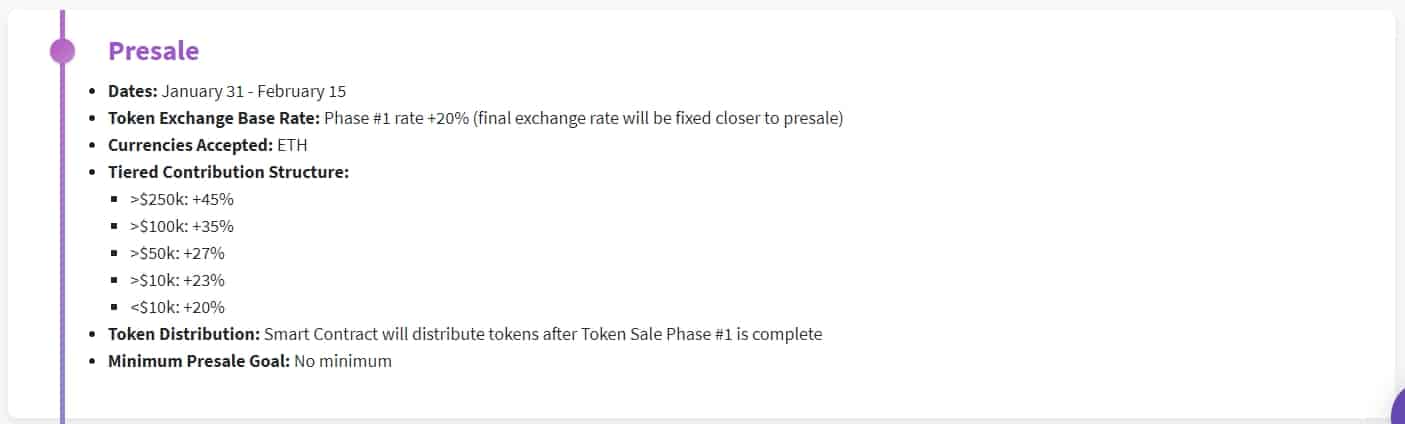 Presale
Dates: January 31 - February 15
Token Exchange Base Rate: Phase #1 rate +20% (final exchange rate will be fixed closer to presale)
Currencies Accepted: ETH
Tiered Contribution Structure:
>$250k: +45%
>$100k: +35%
>$50k: +27%
>$10k: +23%
<$10k: +20%
Token Distribution: Smart Contract will distribute tokens after Token Sale Phase #1 is complete
Minimum Presale Goal: No minimum